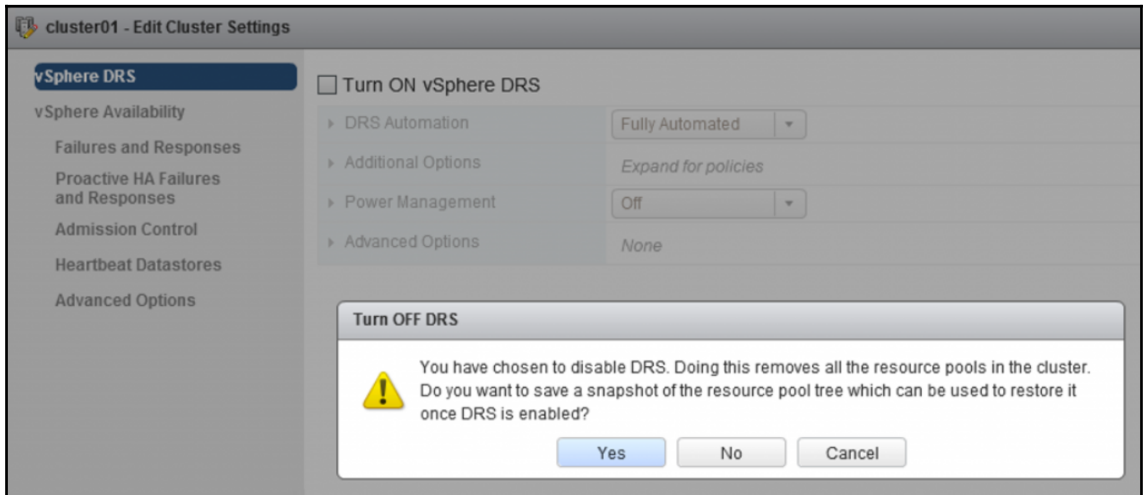 cluster01 - Edit Cluster Settings
vSphere DRS
vSphere Availability
Failures and Responses
Proactive HA Failures
and Responses
Admission Control
Heartbeat Datastores
Advanced Options
Turn ON vSphere DRS
DRS Automation
Fully Automated
Additional Options
Expand for policies
Power Management
Off
Advanced Options
None
Turn OFF DRS
You have chosen to disable DRS. Doing this removes all the resource pools in the cluster.
Do you want to save a snapshot of the resource pool tree which can be used to restore it
once DRS is enabled?
Yes
No
Cancel